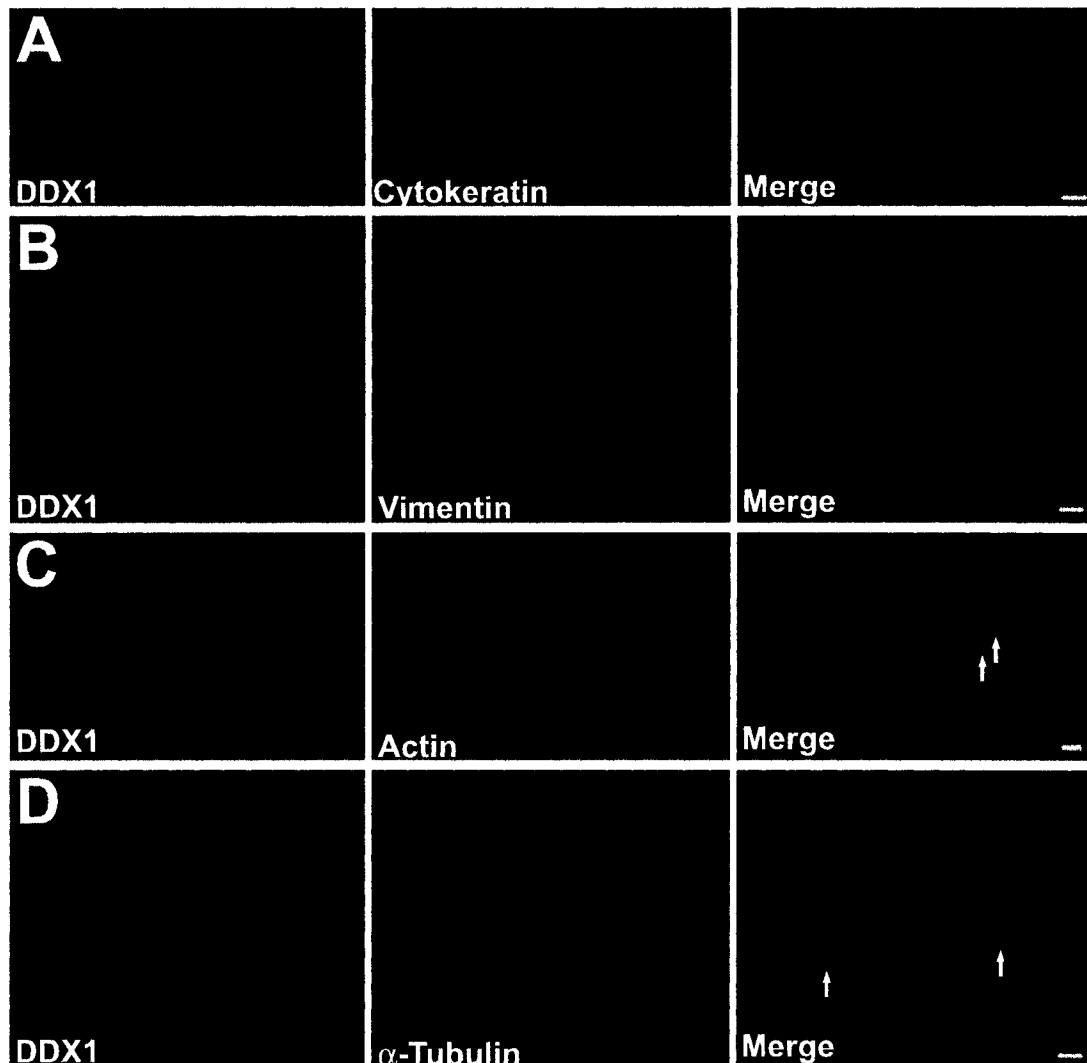 A
DDX1
Cytokeratin
Merge
B
DDX1
Vimentin
Merge
C
DDX1
Actin
Merge
D
DDX1
α-Tubulin
Merge